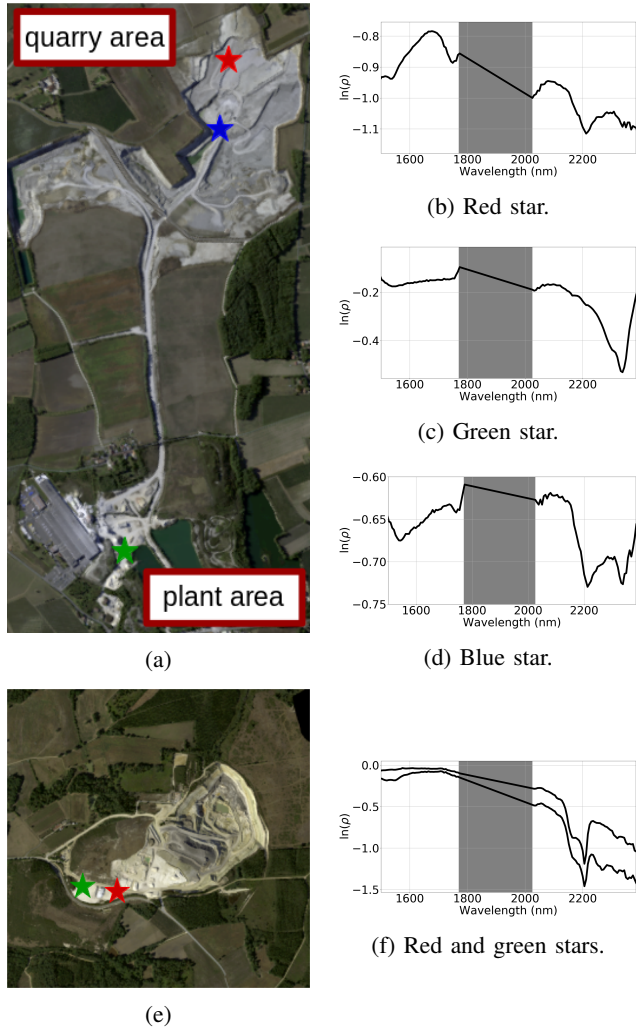 quarry area
plant area
(a)
−0.8
−0.9
−1.0
−1.1
ln(ρ)
1600 1800 2000 2200
Wavelength (nm)
(b) Red star.
−0.2
−0.4
ln(ρ)
1600 1800 2000 2200
Wavelength (nm)
(c) Green star.
−0.60
−0.65
−0.70
−0.75
ln(ρ)
1600 1800 2000 2200
Wavelength (nm)
(d) Blue star.
(e)
0.0
−0.5
−1.0
−1.5
ln(ρ)
1600 1800 2000 2200
Wavelength (nm)
(f) Red and green stars.